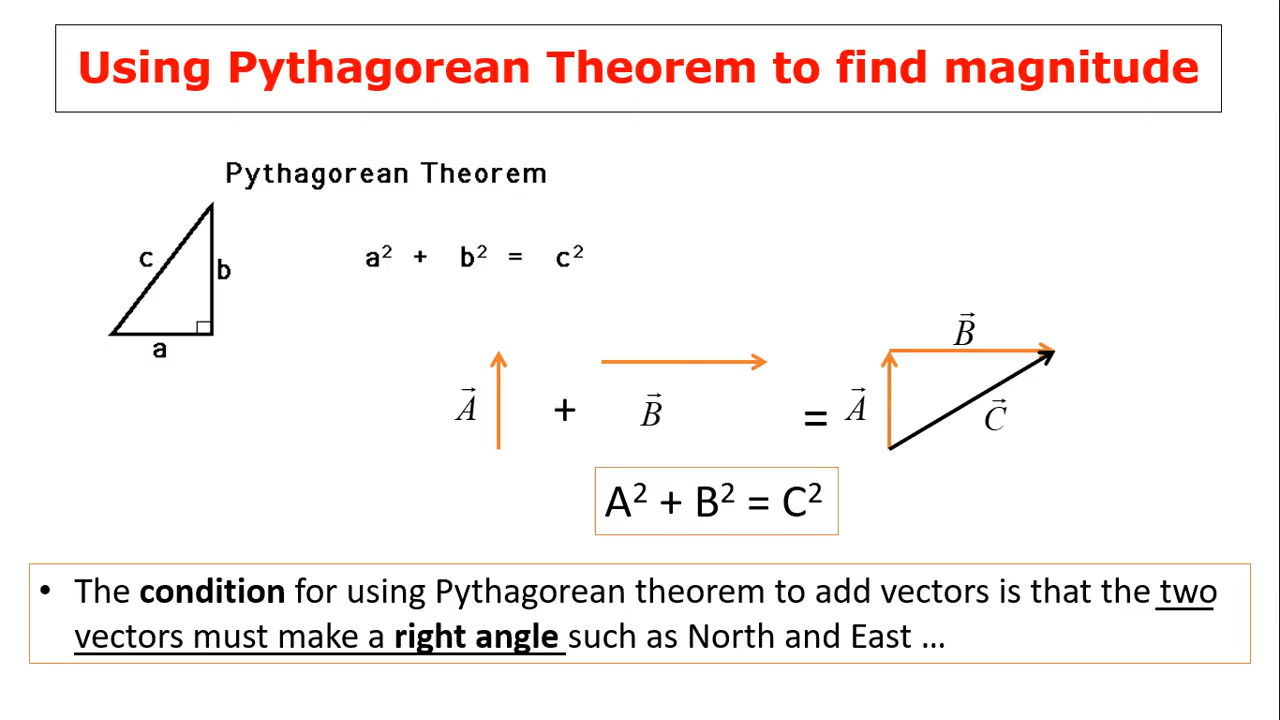 Using Pythagorean Theorem to find magnitude
Pythagorean Theorem
c
b
a
a² + b² = c²
A⃗
+
B⃗
=
A⃗
B⃗
C⃗
A² + B² = C²
• The condition for using Pythagorean theorem to add vectors is that the two
vectors must make a right angle such as North and East ...